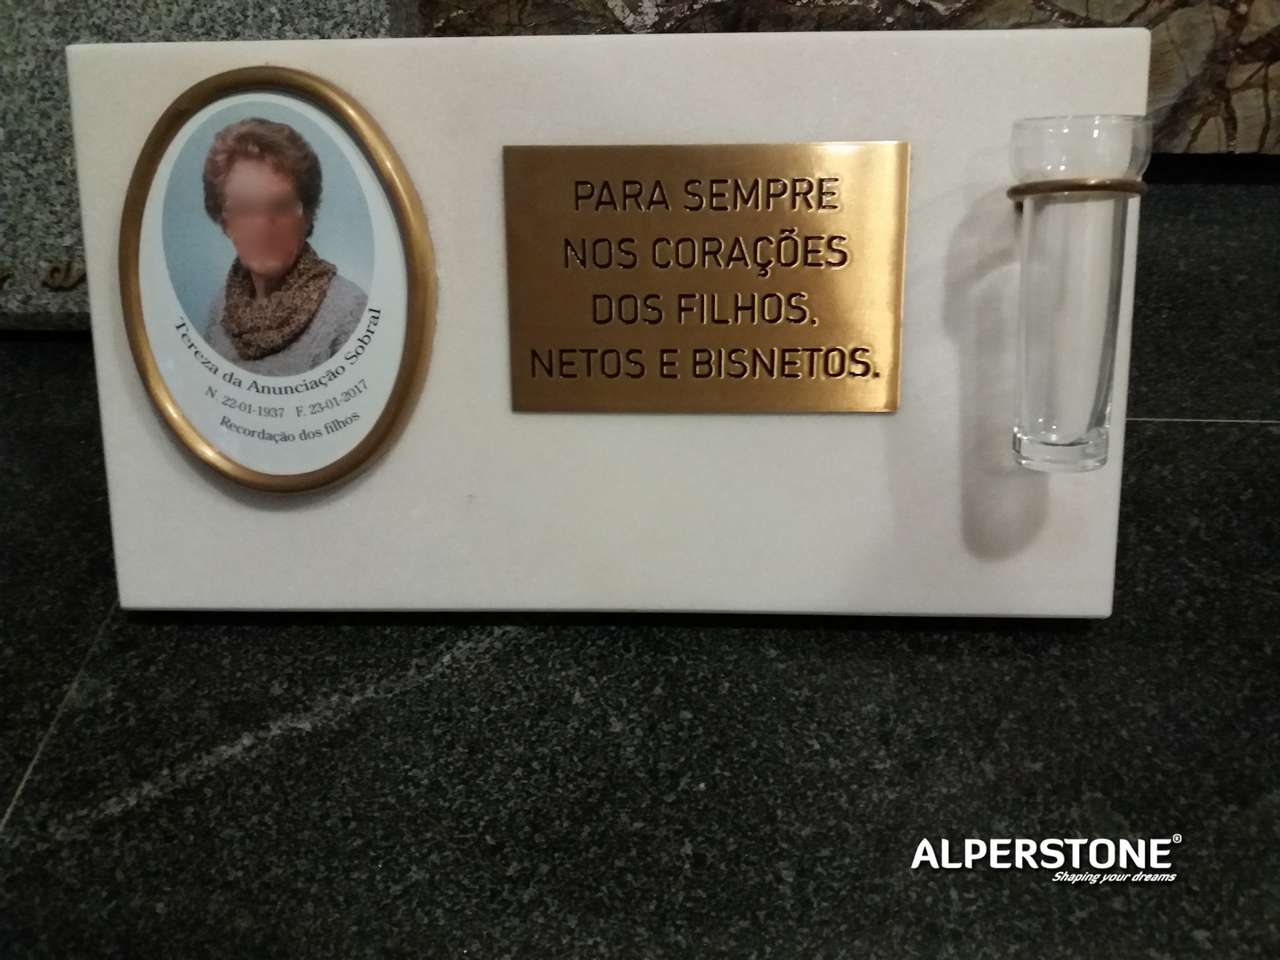 Tereza da Anunciação Sobral
N. 22-01-1937 F. 23-01-2017
Recordação dos filhos
PARA SEMPRE
NOS CORAÇÕES
DOS FILHOS,
NETOS E BISNETOS.
ALPERSTONE®
Shaping your dreams